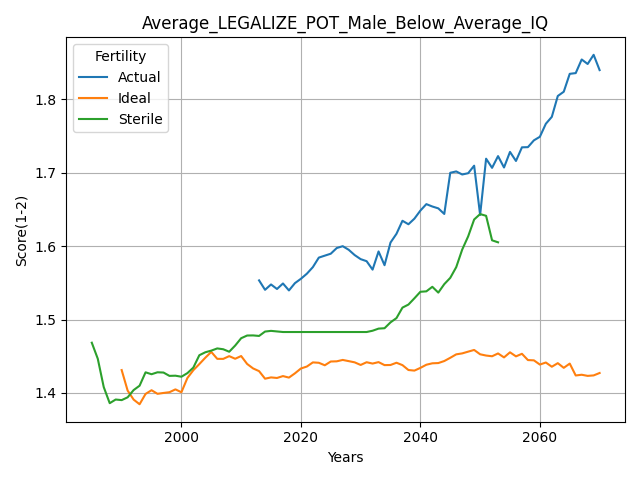 Average_LEGALIZE_POT_Male_Below_Average_IQ
Fertility
Actual
Ideal
Sterile
Score(1-2)
1.8
1.7
1.6
1.5
1.4
2000 2020 2040 2060
Years